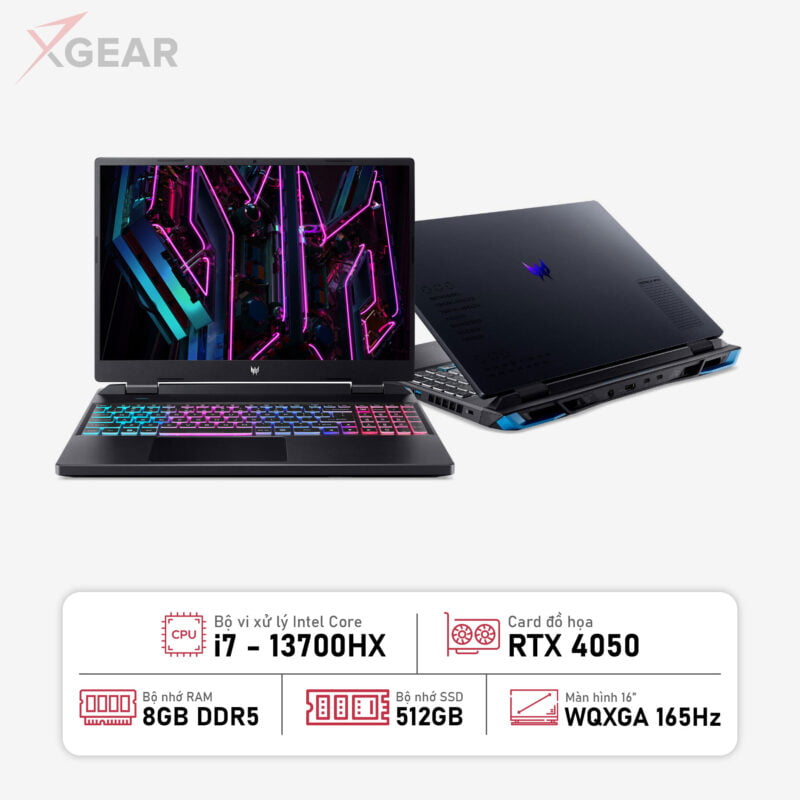 XGEAR
Bộ vi xử lý Intel Core
CPU
i7 - 13700HX
Card đồ họa
RTX 4050
Bộ nhớ RAM
8GB DDR5
Bộ nhớ SSD
512GB
Màn hình 16"
WQXGA 165Hz